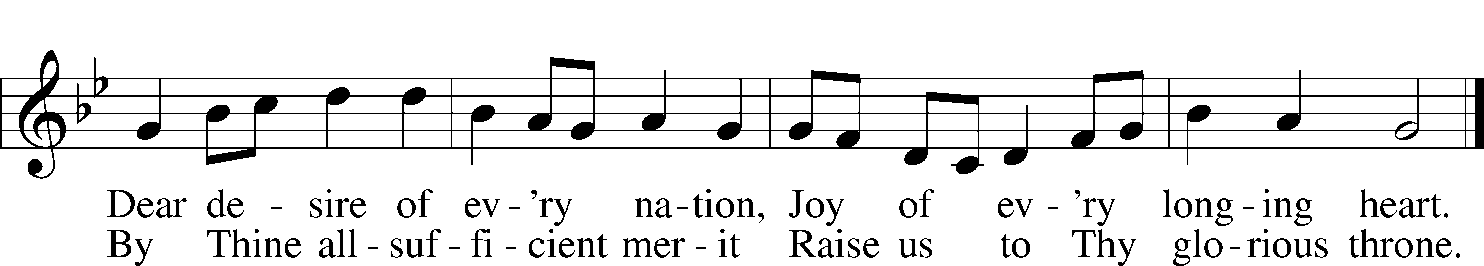 Dear de - sire of ev - 'ry na - tion, Joy of ev - 'ry long - ing heart.
By Thine all - suf - fi - cient mer - it Raise us to Thy glo - rious throne.